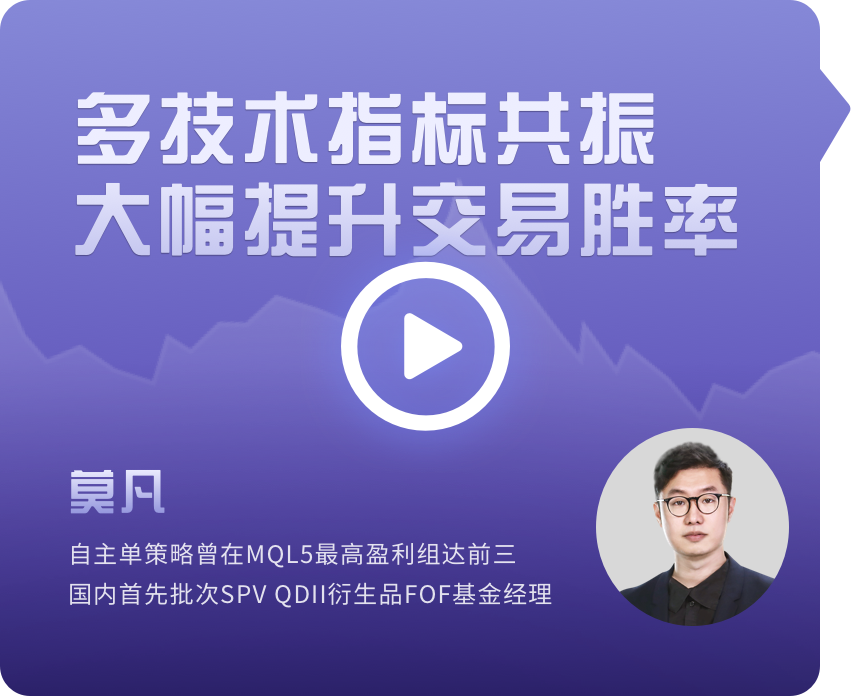 多技术指标共振
大幅提升交易胜率
莫凡
自主单策略曾在MQL5最高盈利组达前三
国内首先批次SPV QDII衍生品FOF基金经理